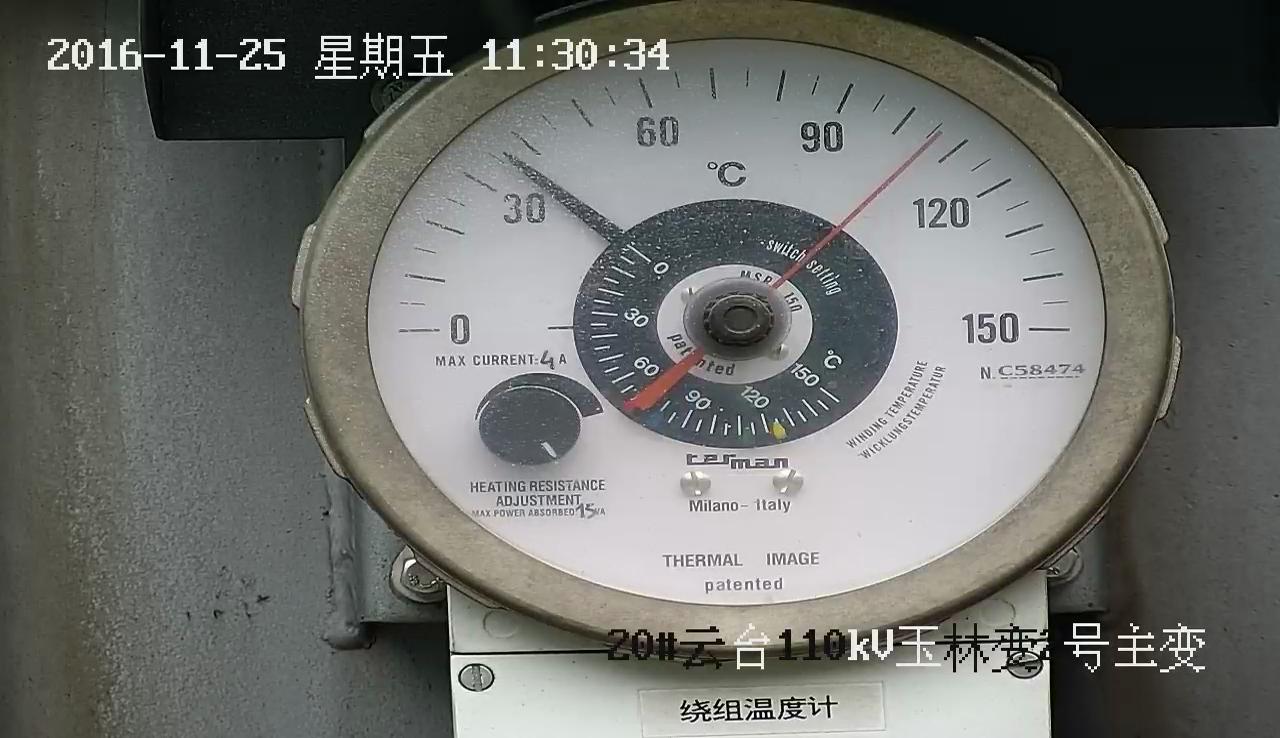 2016-11-25 星期五 11:30:34
60
90
°C
30
120
switch setting
MSR 150
0
0
30
150
patented
MAX CURRENT: 4 A
60
90
120
150
°C
N. C58474
WINDING TEMPERATURE
WICKLUNGSTEMPERATUR
terman
HEATING RESISTANCE
ADJUSTMENT
MAX POWER ABSORBED 15 VA
Milano-Italy
THERMAL IMAGE
patented
20#云台110kV玉林变2号主变
绕组温度计